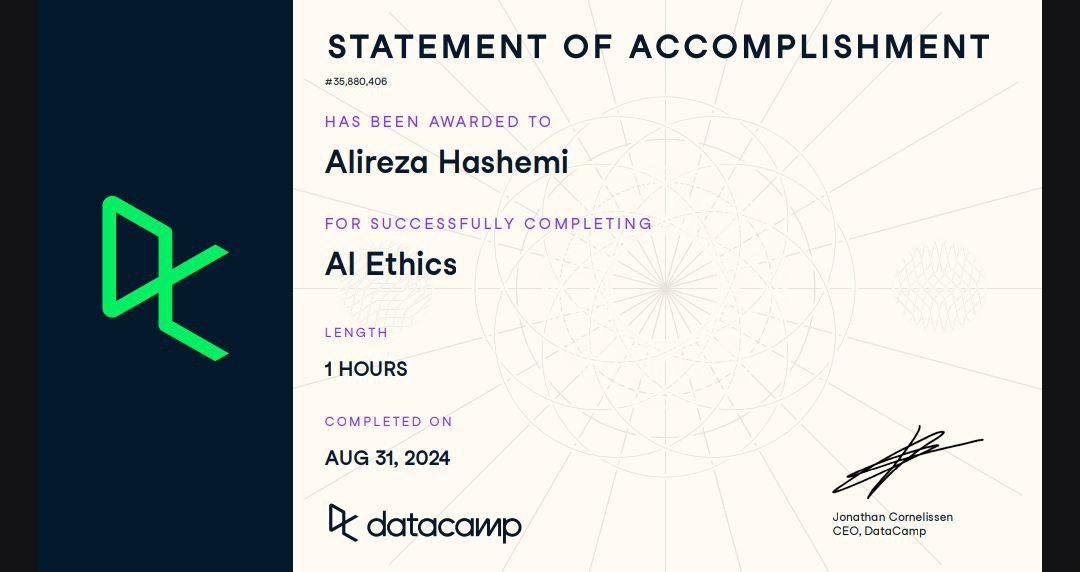 STATEMENT OF ACCOMPLISHMENT
#35,880,406
HAS BEEN AWARDED TO
Alireza Hashemi
FOR SUCCESSFULLY COMPLETING
AI Ethics
LENGTH
1 HOURS
COMPLETED ON
AUG 31, 2024
datacamp
Jonathan Cornelissen
CEO, DataCamp